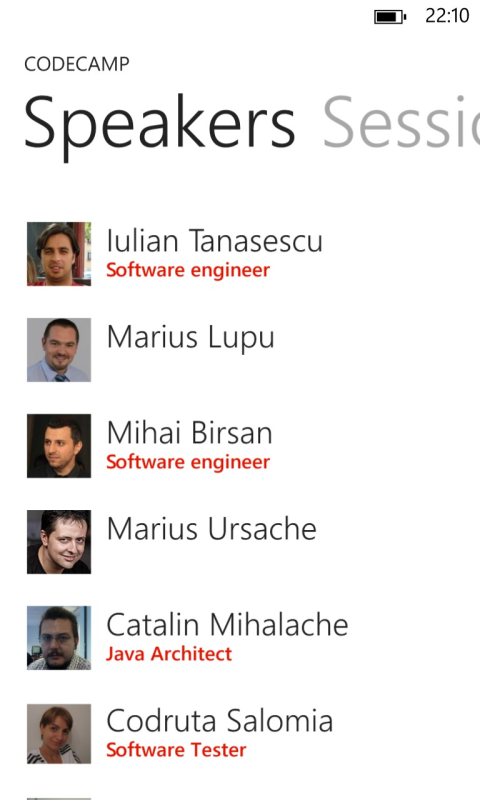 22:10
CODECAMP
Speakers Sessio
Iulian Tanasescu
Software engineer
Marius Lupu
Mihai Birsan
Software engineer
Marius Ursache
Catalin Mihalache
Java Architect
Codruta Salomia
Software Tester